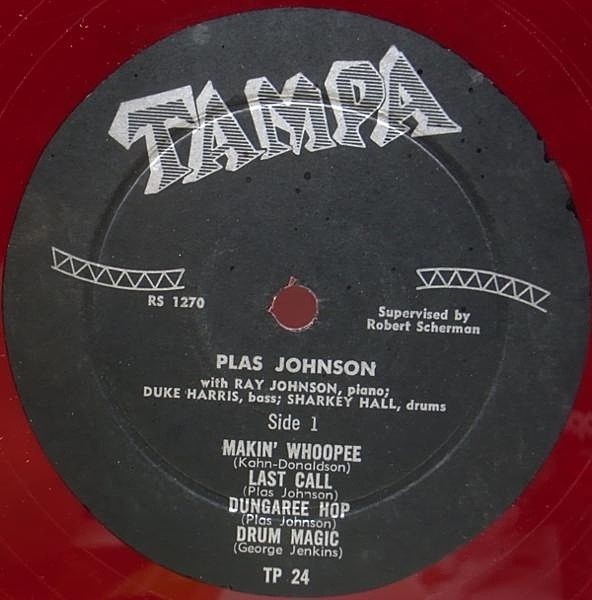 TAMPA
RS 1270
Supervised by
Robert Scherman
PLAS JOHNSON
with RAY JOHNSON, piano;
DUKE HARRIS, bass; SHARKEY HALL, drums
Side 1
MAKIN' WHOOPEE
(Kahn-Donaldson)
LAST CALL
(Plas Johnson)
DUNGAREE HOP
(Plas Johnson)
DRUM MAGIC
(George Jenkins)
TP 24